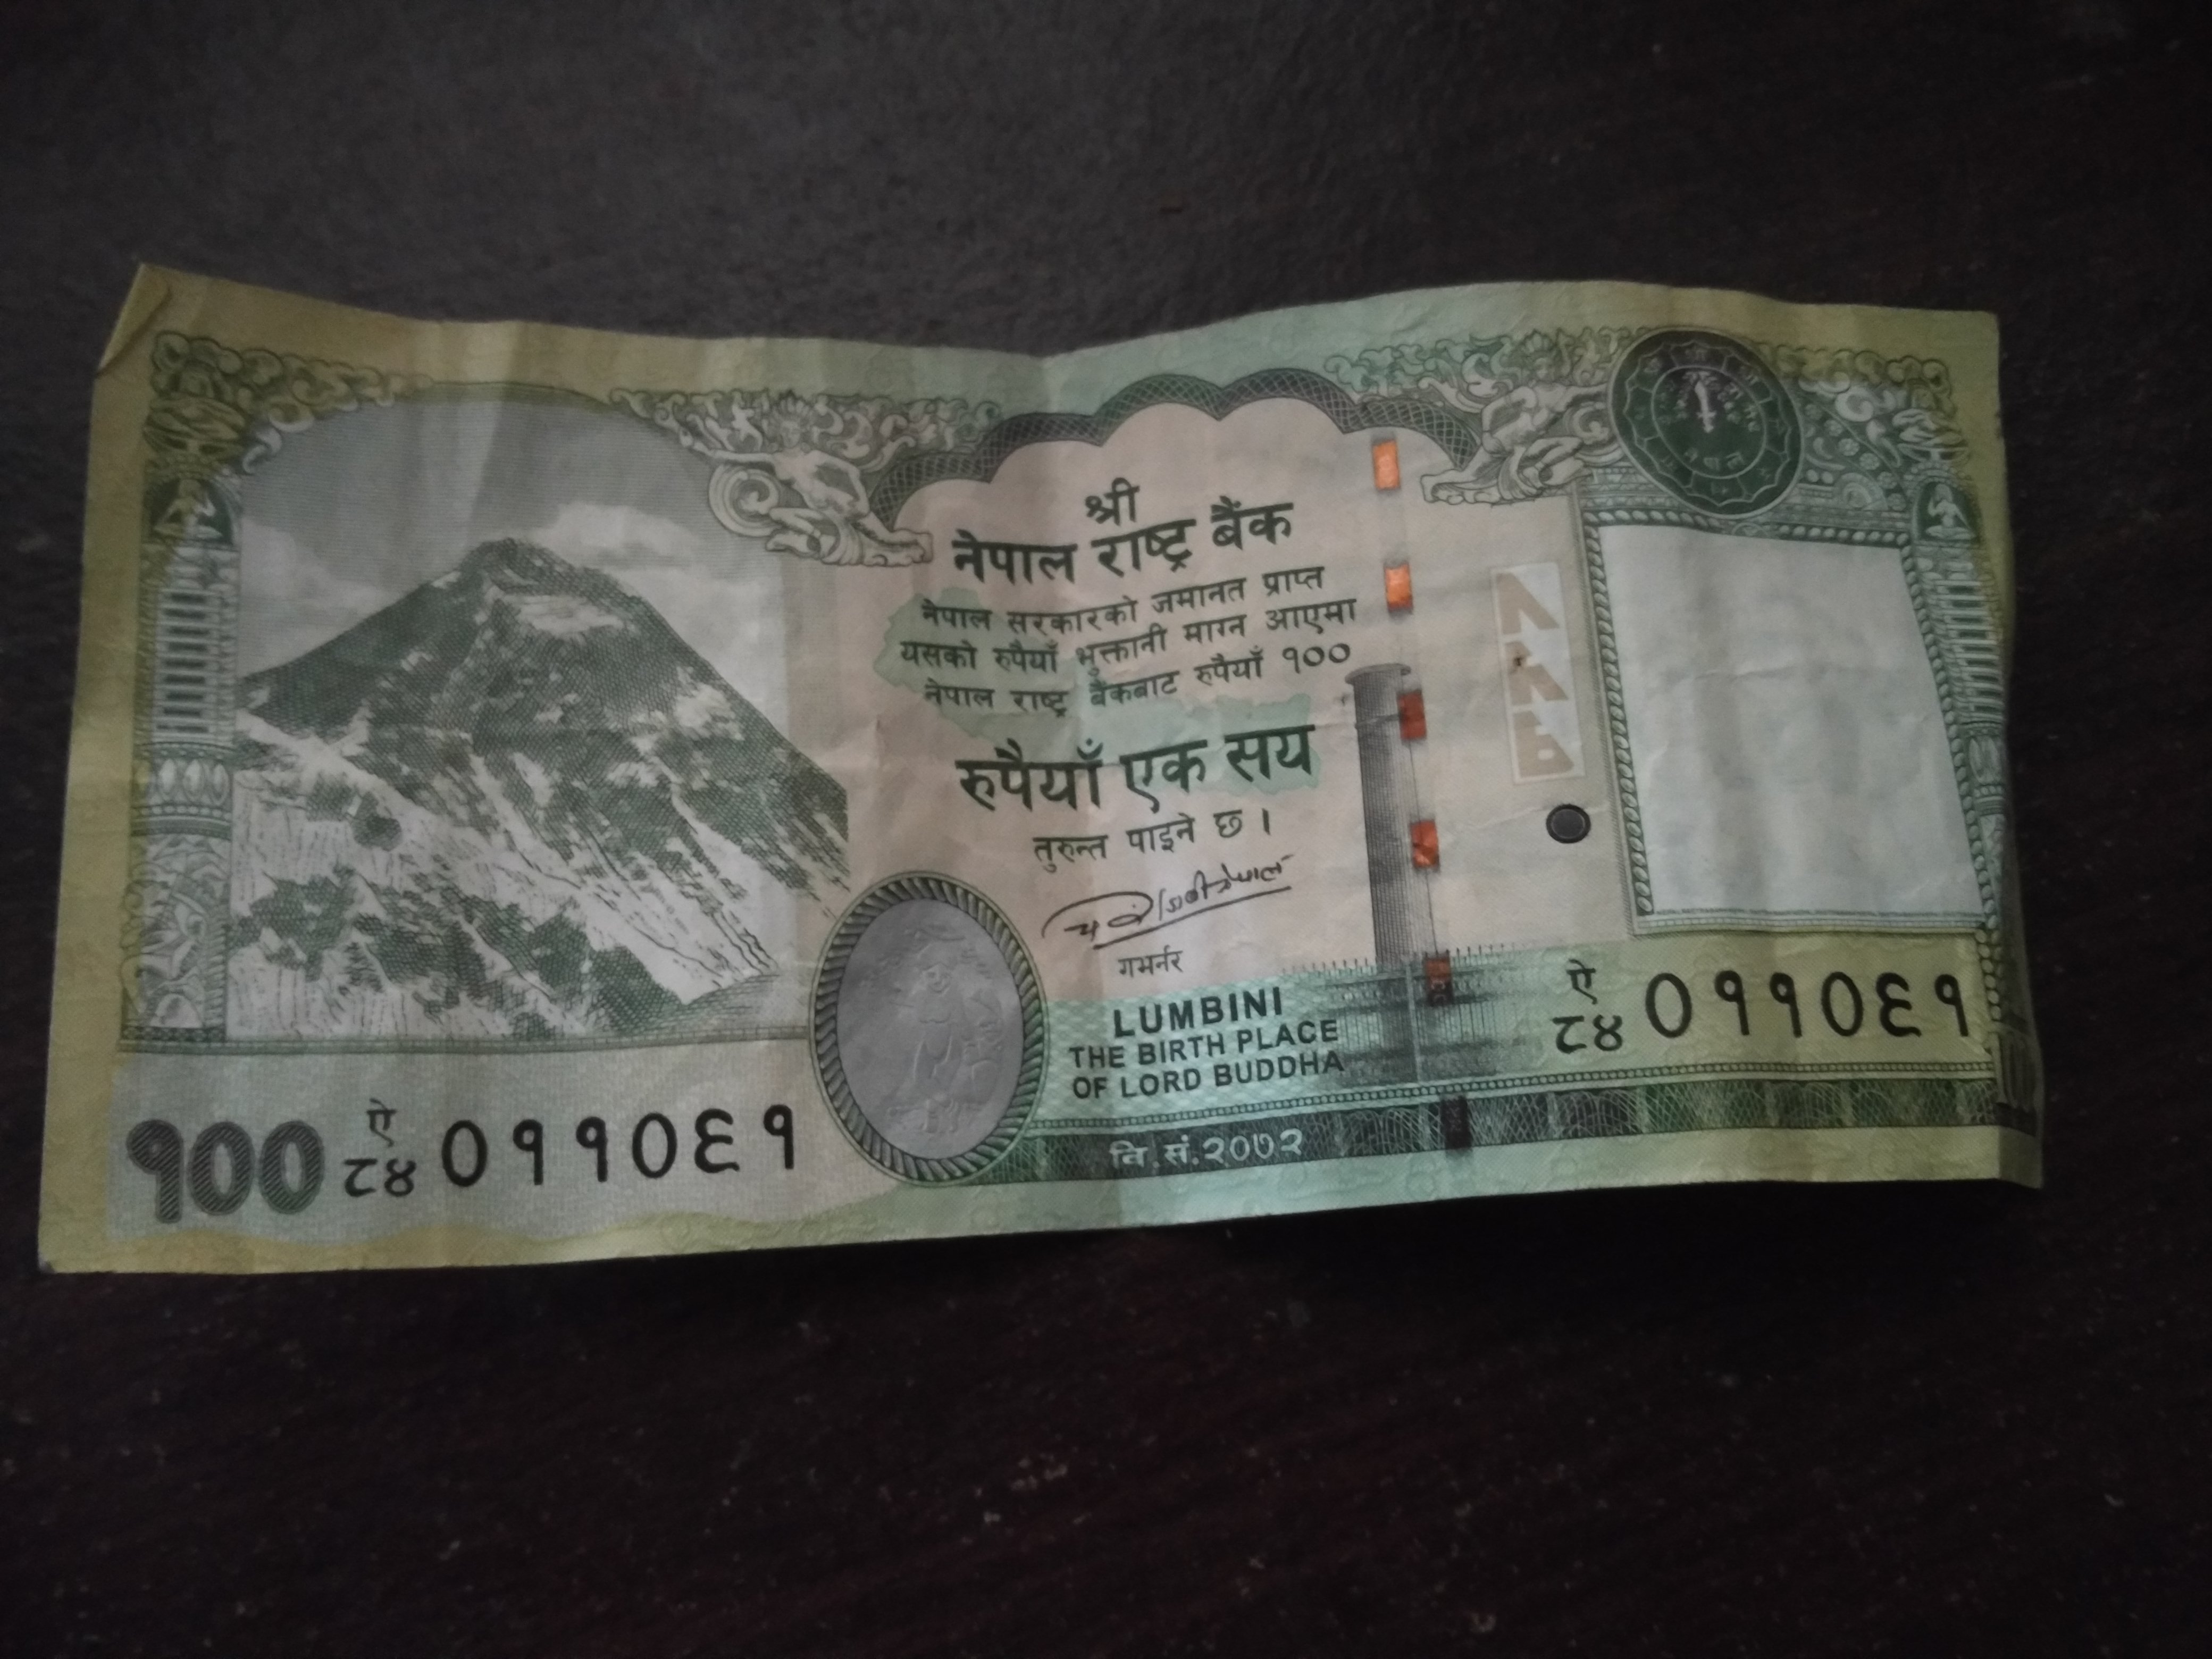 श्री
नेपाल राष्ट्र बैंक
नेपाल सरकारको जमानत प्राप्त
यसको रुपैयाँ भुक्तानी माग्न आएमा
नेपाल राष्ट्र बैंकबाट रुपैयाँ १००
रुपैयाँ एक सय
तुरुन्त पाइने छ ।
गभर्नर
LUMBINI
THE BIRTH PLACE
OF LORD BUDDHA
वि.सं.२०७२
NRB
ऐ
८४ ०११०६१
१००
ऐ
८४ ०११०६१